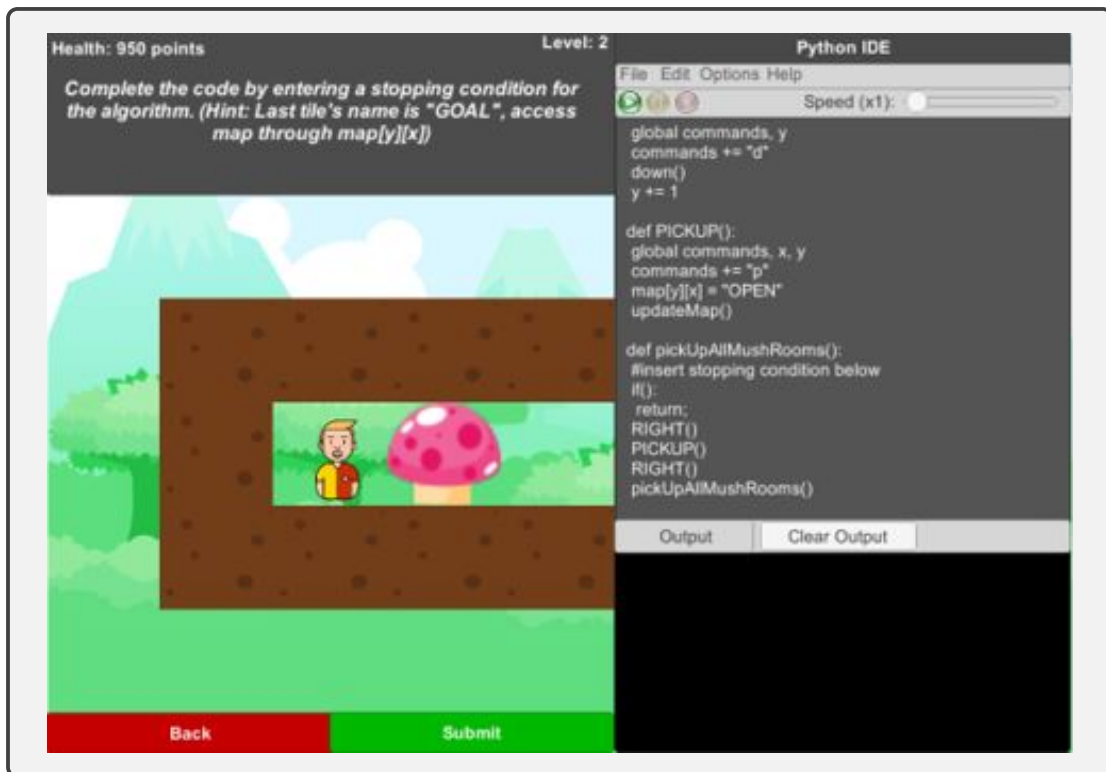 Health: 950 points
Level: 2
Complete the code by entering a stopping condition for
the algorithm. (Hint: Last tile's name is "GOAL", access
map through map[y][x])
Python IDE
File Edit Options Help
Speed (x1):
global commands, y
commands += "d"
down()
y += 1
def PICKUP():
global commands, x, y
commands += "p"
map[y][x] = "OPEN"
updateMap()
def pickUpAllMushRooms():
#insert stopping condition below
if():
return;
RIGHT()
PICKUP()
RIGHT()
pickUpAllMushRooms()
Output
Clear Output
Back
Submit